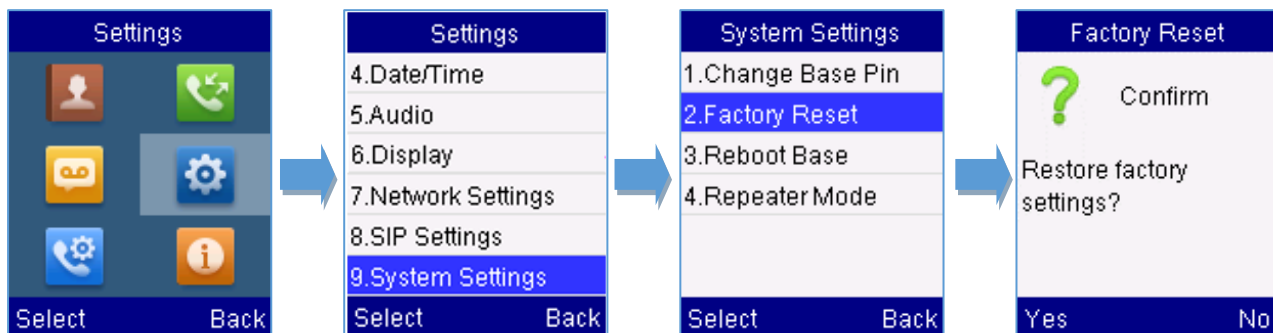 Settings
Select Back
Settings
4.Date/Time
5.Audio
6.Display
7.Network Settings
8.SIP Settings
9.System Settings
Select Back
System Settings
1.Change Base Pin
2.Factory Reset
3.Reboot Base
4.Repeater Mode
Select Back
Factory Reset
Confirm
Restore factory
settings?
Yes No